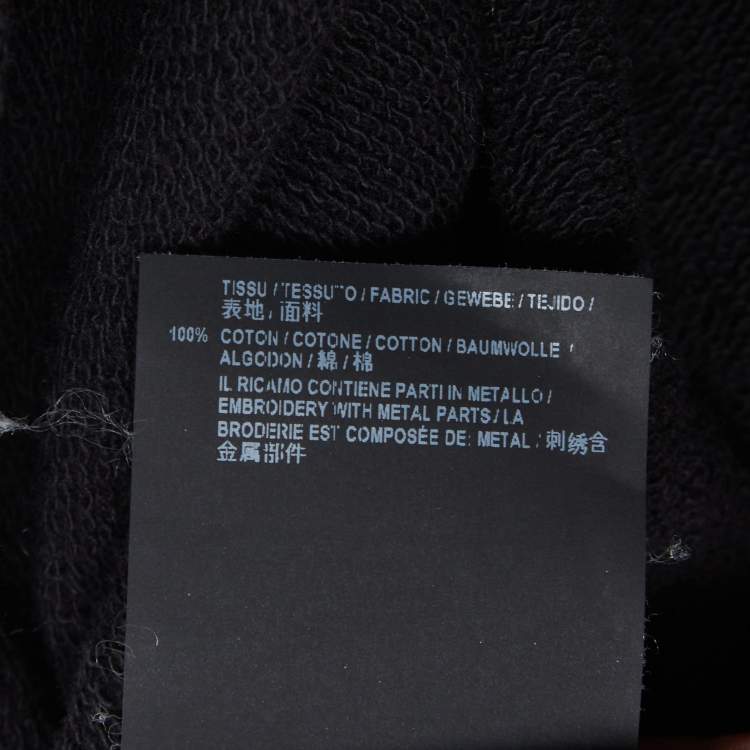 TISSU / TESSUTO / FABRIC / GEWEBE / TEJIDO /
表地 / 面料
100% COTON / COTONE / COTTON / BAUMWOLLE /
ALGODON / 綿 / 棉
IL RICAMO CONTIENE PARTI IN METALLO /
EMBROIDERY WITH METAL PARTS / LA
BRODERIE EST COMPOSÉE DE: METAL / 刺绣含
金属部件